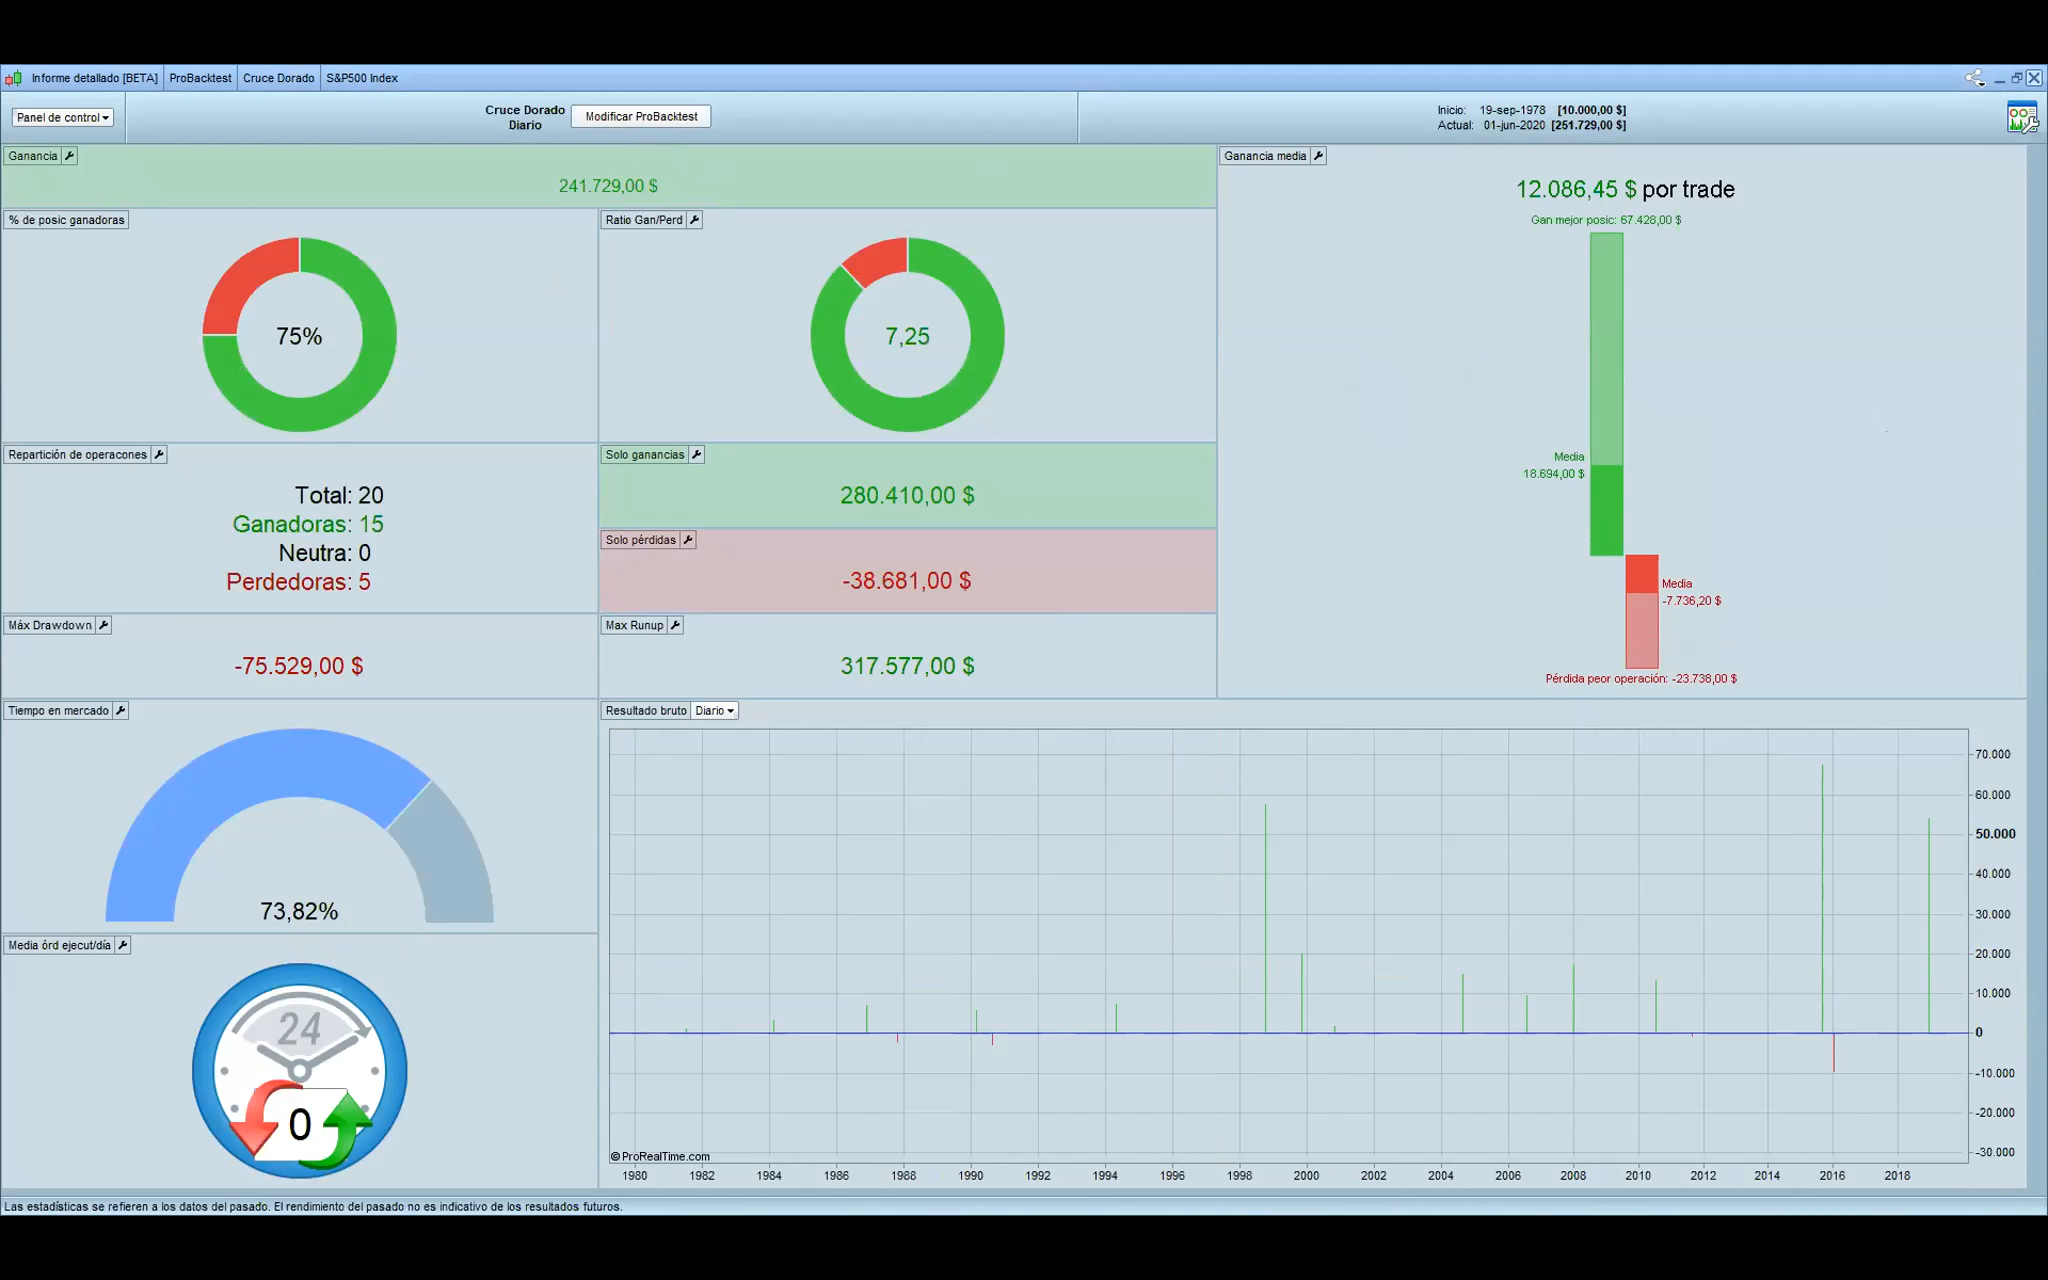 Informe detallado [BETA] ProBacktest Cruce Dorado S&P500 Index
Panel de control
Cruce Dorado
Diario
Modificar ProBacktest
Inicio: 19-sep-1978 [10.000,00 $]
Actual: 01-jun-2020 [251.729,00 $]
Ganancia
241.729,00 $
% de posic ganadoras
75%
Ratio Gan/Perd
7,25
Ganancia media
12.086,45 $ por trade
Gan mejor posic: 67.428,00 $
Media
18.694,00 $
Media
-7.736,20 $
Pérdida peor operación: -23.738,00 $
Repartición de operacones
Total: 20
Ganadoras: 15
Neutra: 0
Perdedoras: 5
Solo ganancias
280.410,00 $
Solo pérdidas
-38.681,00 $
Máx Drawdown
-75.529,00 $
Max Runup
317.577,00 $
Tiempo en mercado
73,82%
Media órd ejecut/día
24
0
Resultado bruto Diario
70.000
60.000
50.000
40.000
30.000
20.000
10.000
0
-10.000
-20.000
-30.000
©ProRealTime.com
1980 1982 1984 1986 1988 1990 1992 1994 1996 1998 2000 2002 2004 2006 2008 2010 2012 2014 2016 2018
Las estadísticas se refieren a los datos del pasado. El rendimiento del pasado no es indicativo de los resultados futuros.